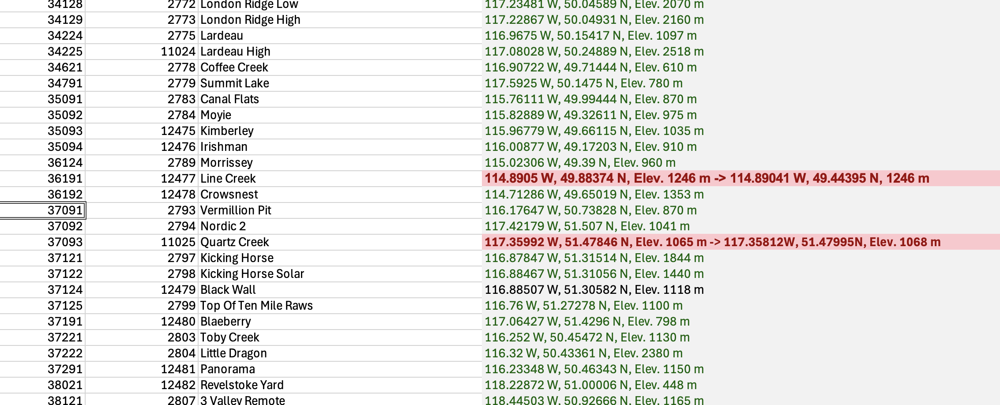 34128 2772 London Ridge Low 117.23481 W, 50.04589 N, Elev. 2070 m
34129 2773 London Ridge High 117.22867 W, 50.04931 N, Elev. 2160 m
34224 2775 Lardeau 116.9675 W, 50.15417 N, Elev. 1097 m
34225 11024 Lardeau High 117.08028 W, 50.24889 N, Elev. 2518 m
34621 2778 Coffee Creek 116.90722 W, 49.71444 N, Elev. 610 m
34791 2779 Summit Lake 117.5925 W, 50.1475 N, Elev. 780 m
35091 2783 Canal Flats 115.76111 W, 49.99444 N, Elev. 870 m
35092 2784 Moyie 115.82889 W, 49.32611 N, Elev. 975 m
35093 12475 Kimberley 115.96779 W, 49.66115 N, Elev. 1035 m
35094 12476 Irishman 116.00877 W, 49.17203 N, Elev. 910 m
36124 2789 Morrissey 115.02306 W, 49.39 N, Elev. 960 m
36191 12477 Line Creek 114.8905 W, 49.88374 N, Elev. 1246 m -> 114.89041 W, 49.44395 N, 1246 m
36192 12478 Crowsnest 114.71286 W, 49.65019 N, Elev. 1353 m
37091 2793 Vermillion Pit 116.17647 W, 50.73828 N, Elev. 870 m
37092 2794 Nordic 2 117.42179 W, 51.507 N, Elev. 1041 m
37093 11025 Quartz Creek 117.35992 W, 51.47846 N, Elev. 1065 m -> 117.35812W, 51.47995N, Elev. 1068 m
37121 2797 Kicking Horse 116.87847 W, 51.31514 N, Elev. 1844 m
37122 2798 Kicking Horse Solar 116.88467 W, 51.31056 N, Elev. 1440 m
37124 12479 Black Wall 116.88507 W, 51.30582 N, Elev. 1118 m
37125 2799 Top Of Ten Mile Raws 116.76 W, 51.27278 N, Elev. 1100 m
37191 12480 Blaeberry 117.06427 W, 51.4296 N, Elev. 798 m
37221 2803 Toby Creek 116.252 W, 50.45472 N, Elev. 1130 m
37222 2804 Little Dragon 116.32 W, 50.43361 N, Elev. 2380 m
37291 12481 Panorama 116.23348 W, 50.46343 N, Elev. 1150 m
38021 12482 Revelstoke Yard 118.22872 W, 51.00006 N, Elev. 448 m
38121 2807 3 Valley Remote 118.44503 W, 50.92666 N, Elev. 1165 m